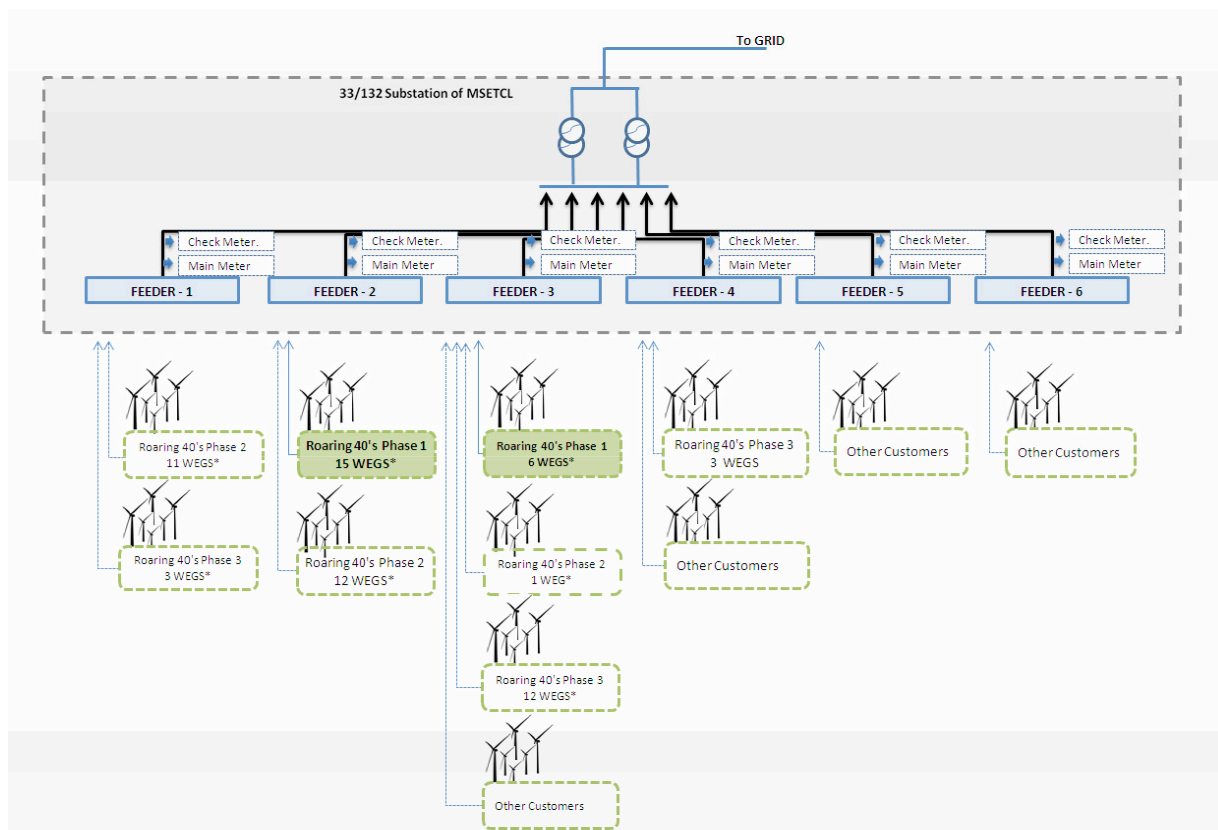 To GRID
33/132 Substation of MSETCL
Check Meter.
Main Meter
Check Meter.
Main Meter
Check Meter.
Main Meter
Check Meter.
Main Meter
Check Meter.
Main Meter
Check Meter.
Main Meter
FEEDER - 1
FEEDER - 2
FEEDER - 3
FEEDER - 4
FEEDER - 5
FEEDER - 6
Roaring 40's Phase 2
11 WEGS*
Roaring 40's Phase 1
15 WEGS*
Roaring 40's Phase 1
6 WEGS*
Roaring 40's Phase 3
3 WEGS
Other Customers
Other Customers
Roaring 40's Phase 3
3 WEGS*
Roaring 40's Phase 2
12 WEGS*
Roaring 40's Phase 2
1 WEG*
Other Customers
Roaring 40's Phase 3
12 WEGS*
Other Customers